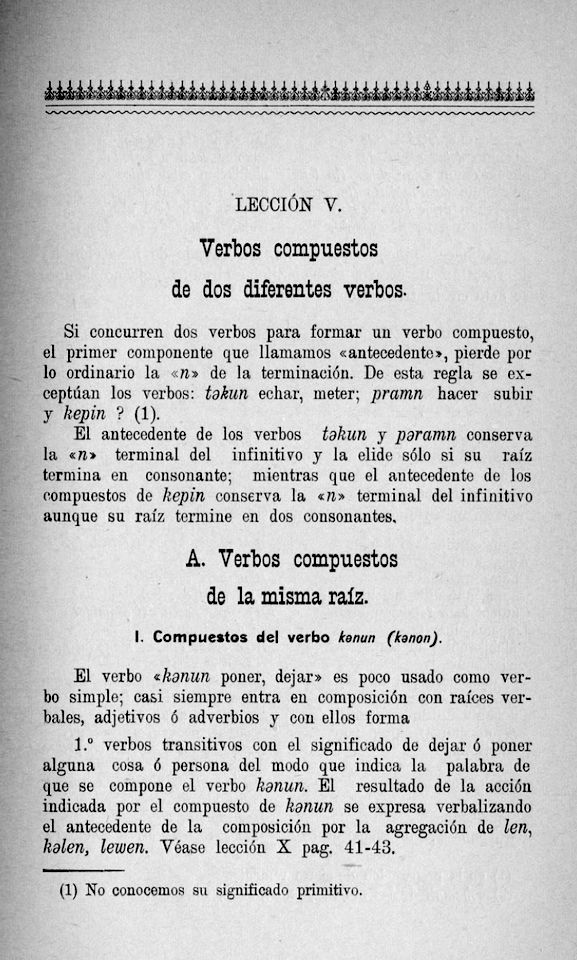 LECCIÓN V.
Verbos compuestos
de dos diferentes verbos.
Si concurren dos verbos para formar un verbo compuesto,
el primer componente que llamamos «antecedente», pierde por
lo ordinario la «n» de la terminación. De esta regla se ex-
ceptúan los verbos: təkun echar, meter; pramn hacer subir
y kepin ? (1).
El antecedente de los verbos təkun y pəramn conserva
la «n» terminal del infinitivo y la elide sólo si su raíz
termina en consonante; mientras que el antecedente de los
compuestos de kepin conserva la «n» terminal del infinitivo
aunque su raíz termine en dos consonantes.
A. Verbos compuestos
de la misma raíz.
I. Compuestos del verbo kənun (kənon).
El verbo «kənun poner, dejar» es poco usado como ver-
bo simple; casi siempre entra en composición con raíces ver-
bales, adjetivos ó adverbios y con ellos forma
1.º verbos transitivos con el significado de dejar ó poner
alguna cosa ó persona del modo que indica la palabra de
que se compone el verbo kənun. El resultado de la acción
indicada por el compuesto de kənun se expresa verbalizando
el antecedente de la composición por la agregación de len,
kəlen, lewen. Véase lección X pag. 41-43.
(1) No conocemos su significado primitivo.